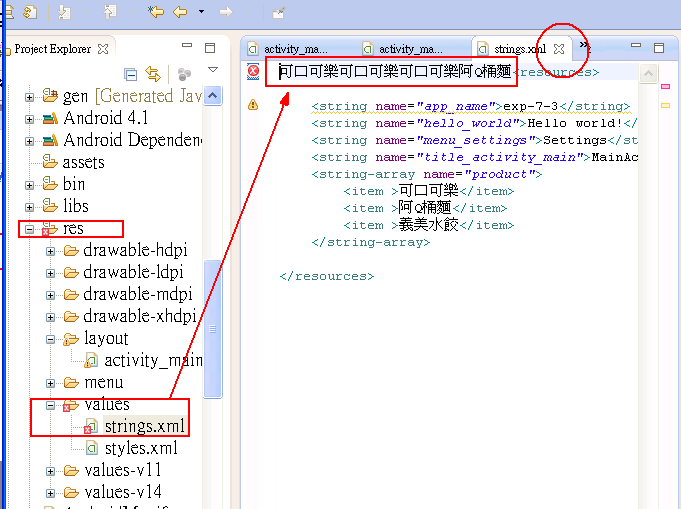 Project Explorer
gen [Generated Jav
Android 4.1
Android Dependen
assets
bin
libs
res
drawable-hdpi
drawable-ldpi
drawable-mdpi
drawable-xhdpi
layout
activity_main
menu
values
strings.xml
styles.xml
values-v11
values-v14
activity_ma...
activity_ma...
strings.xml
»2
可口可樂可口可樂可口可樂阿Q桶麵<resources>
<string name="app_name">exp-7-3</string>
<string name="hello_world">Hello world!</
<string name="menu_settings">Settings</st
<string name="title_activity_main">MainAc
<string-array name="product">
<item >可口可樂</item>
<item >阿Q桶麵</item>
<item >義美水餃</item>
</string-array>
</resources>